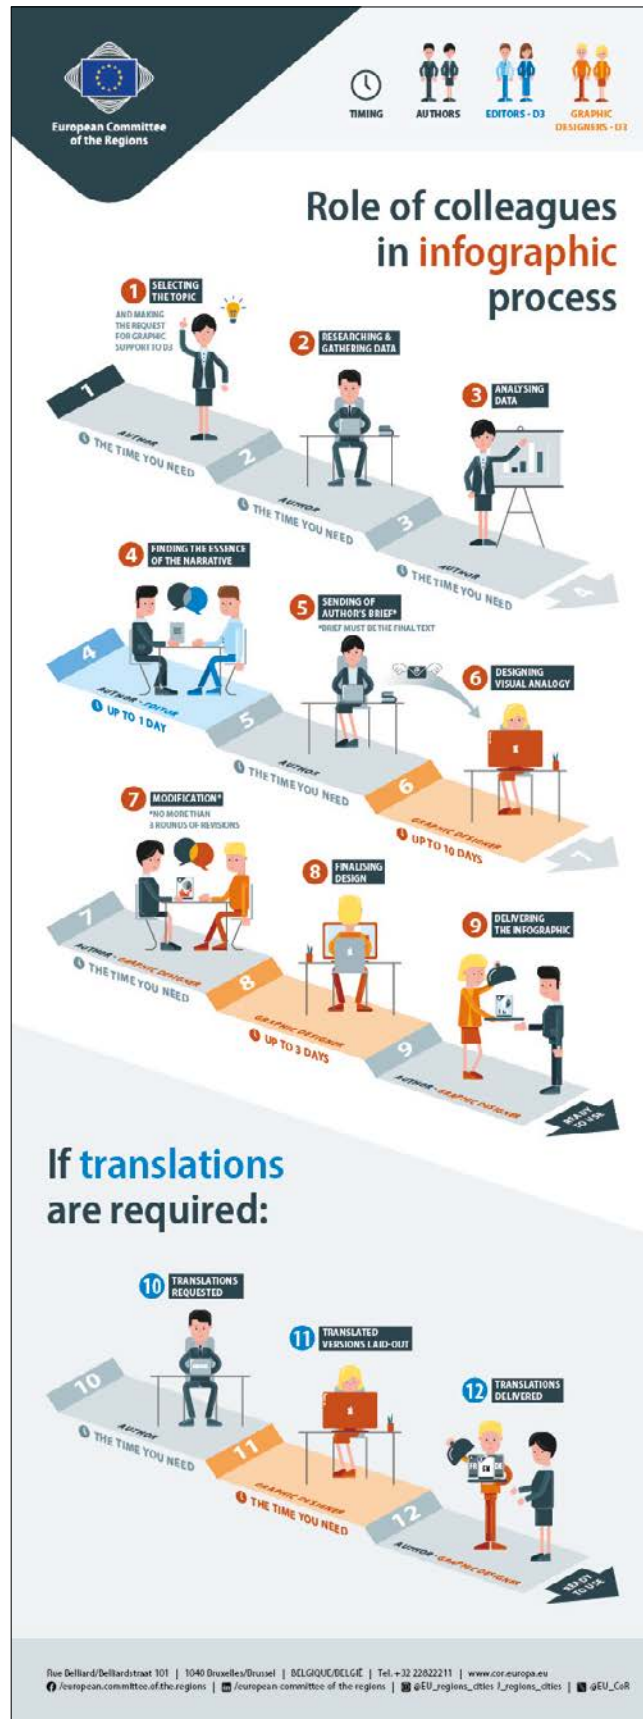 European Committee
of the Regions
TIMING
AUTHORS
EDITORS - D3
GRAPHIC
DESIGNERS - D3
Role of colleagues
in infographic
process
1 SELECTING
THE TOPIC
AND MAKING
THE REQUEST
FOR GRAPHIC
SUPPORT TO D3
1
AUTHOR
THE TIME YOU NEED
2 RESEARCHING &
GATHERING DATA
2
AUTHOR
THE TIME YOU NEED
3 ANALYSING
DATA
3
AUTHOR
THE TIME YOU NEED
4
4 FINDING THE ESSENCE
OF THE NARRATIVE
4
AUTHOR - EDITOR
UP TO 1 DAY
5 SENDING OF
AUTHOR'S BRIEF*
*BRIEF MUST BE THE FINAL TEXT
5
AUTHOR
THE TIME YOU NEED
6 DESIGNING
VISUAL ANALOGY
6
GRAPHIC DESIGNER
UP TO 10 DAYS
7
7 MODIFICATION*
*NO MORE THAN
3 ROUNDS OF REVISIONS
7
AUTHOR - GRAPHIC DESIGNER
THE TIME YOU NEED
8 FINALISING
DESIGN
8
GRAPHIC DESIGNER
UP TO 3 DAYS
9 DELIVERING
THE INFOGRAPHIC
9
AUTHOR - GRAPHIC DESIGNER
READY
TO USE
If translations
are required:
10 TRANSLATIONS
REQUESTED
10
AUTHOR
THE TIME YOU NEED
11 TRANSLATED
VERSIONS LAID-OUT
11
GRAPHIC DESIGNER
THE TIME YOU NEED
12 TRANSLATIONS
DELIVERED
FR EN DE
12
AUTHOR - GRAPHIC DESIGNER
READY
TO USE
Rue Belliard/Belliardstraat 101 | 1040 Bruxelles/Brussel | BELGIQUE/BELGIË | Tel. +32 22822211 | www.cor.europa.eu
/european.committee.of.the.regions | /european committee of the regions | @EU_regions_cities /_regions_cities | @EU_CoR